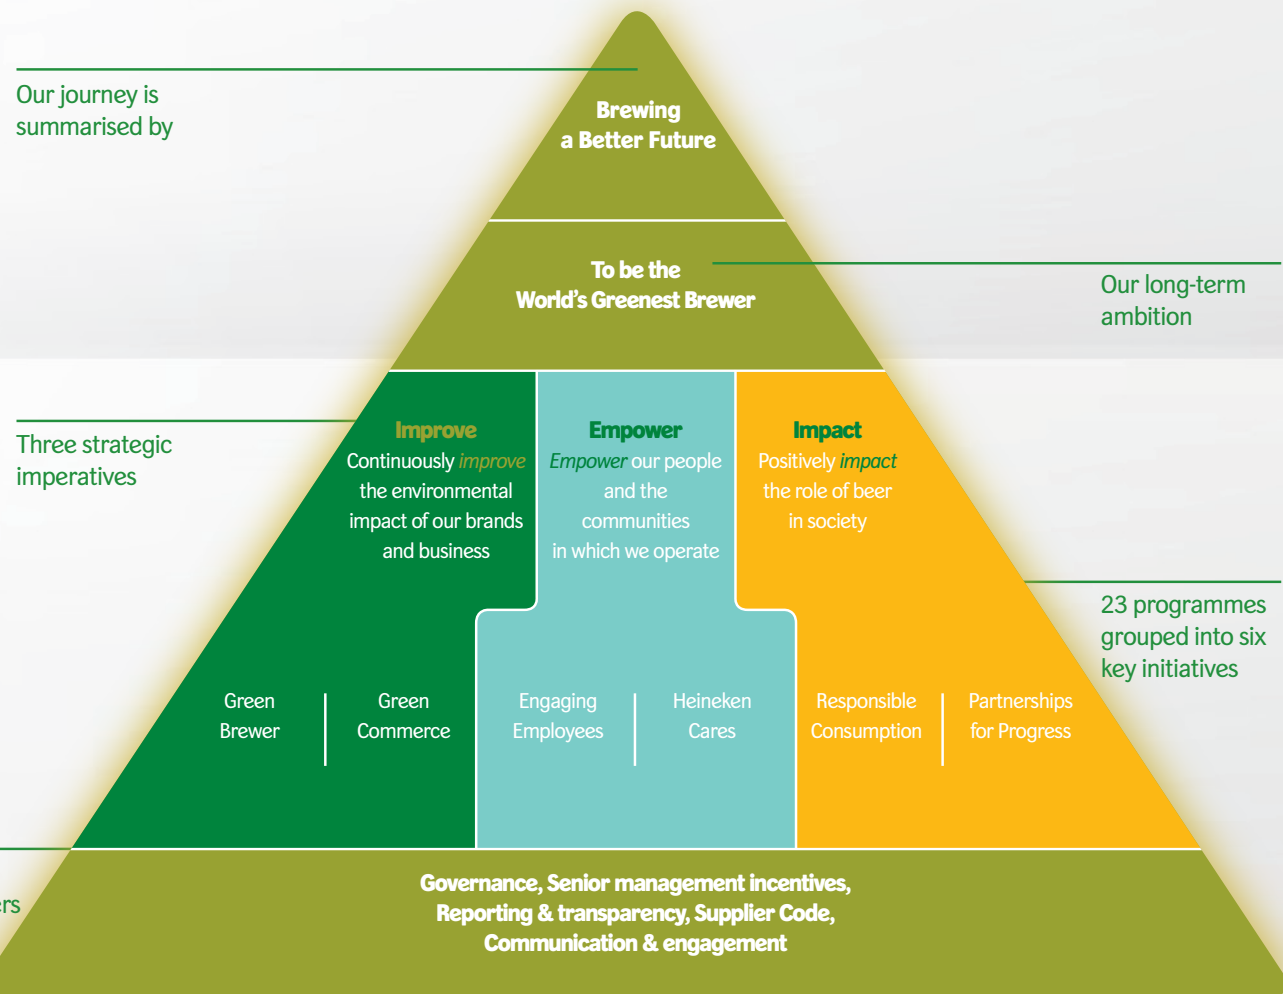 Our journey is
summarised by
Brewing
a Better Future
To be the
World's Greenest Brewer
Our long-term
ambition
Three strategic
imperatives
Improve
Continuously improve
the environmental
impact of our brands
and business
Empower
Empower our people
and the
communities
in which we operate
Impact
Positively impact
the role of beer
in society
23 programmes
grouped into six
key initiatives
Green
Brewer
Green
Commerce
Engaging
Employees
Heineken
Cares
Responsible
Consumption
Partnerships
for Progress
Governance, Senior management incentives,
Reporting & transparency, Supplier Code,
Communication & engagement